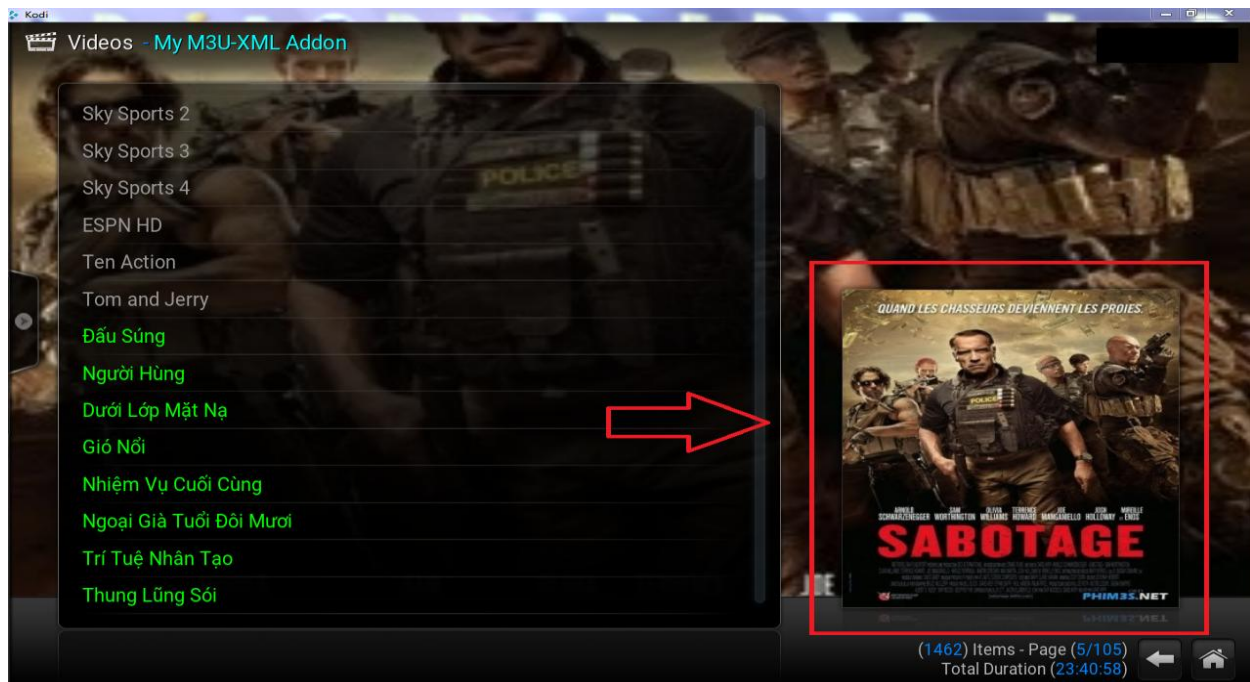 Kodi
Videos - My M3U-XML Addon
Sky Sports 2
Sky Sports 3
Sky Sports 4
ESPN HD
Ten Action
Tom and Jerry
Đấu Súng
Người Hùng
Dưới Lớp Mặt Nạ
Gió Nổi
Nhiệm Vụ Cuối Cùng
Ngoại Già Tuổi Đôi Mươi
Trí Tuệ Nhân Tạo
Thung Lũng Sói
POLICE
QUAND LES CHASSEURS DEVIENNENT LES PROIES.
POLICE
ARNOLD SCHWARZENEGGER SAM WORTHINGTON OLIVIA WILLIAMS TERRENCE HOWARD JOE MANGANIELLO JOSH HOLLOWAY MIREILLE ENOS
SABOTAGE
PHIM3S.NET
JOE
(1462) Items - Page (5/105)
Total Duration (23:40:58)